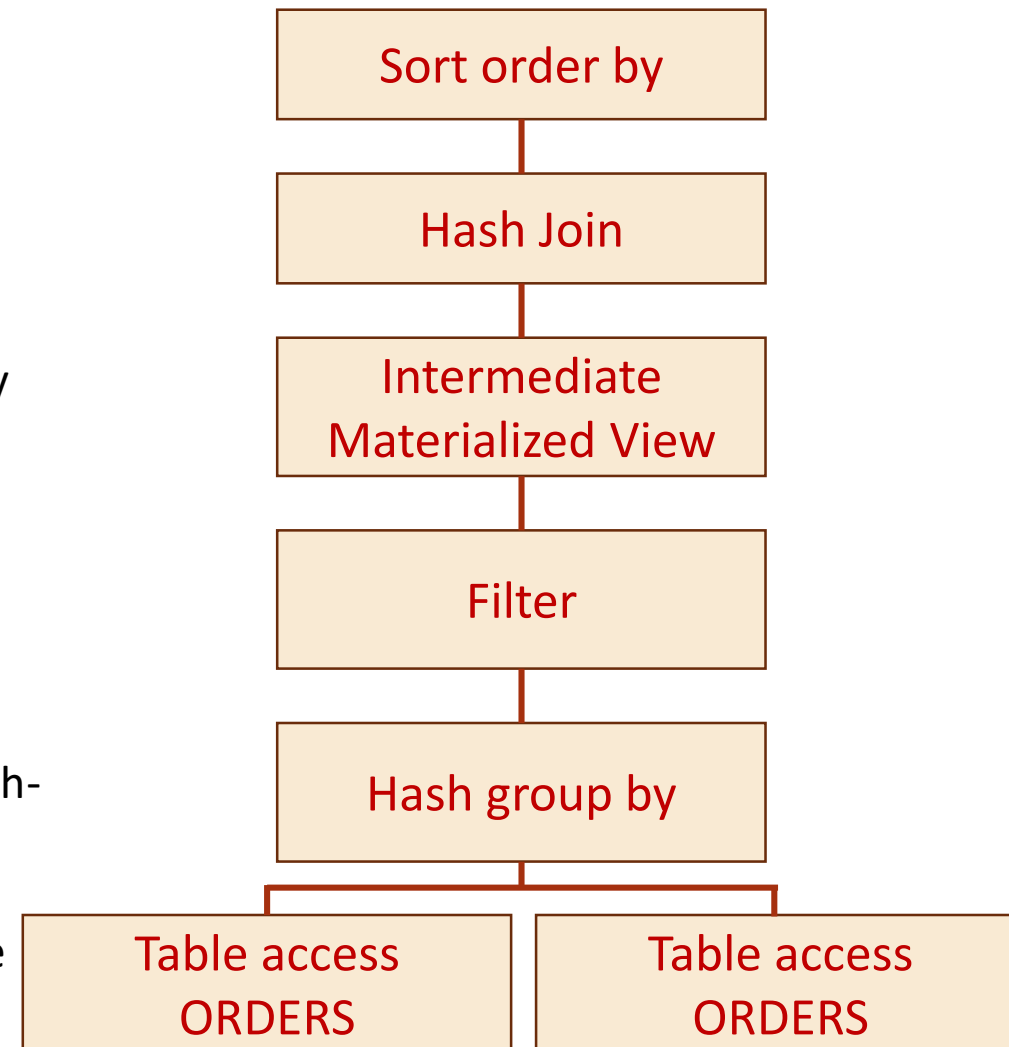 Sort order by
Hash Join
Intermediate
Materialized View
Filter
h-
Hash group by
Table access
ORDERS
Table access
ORDERS